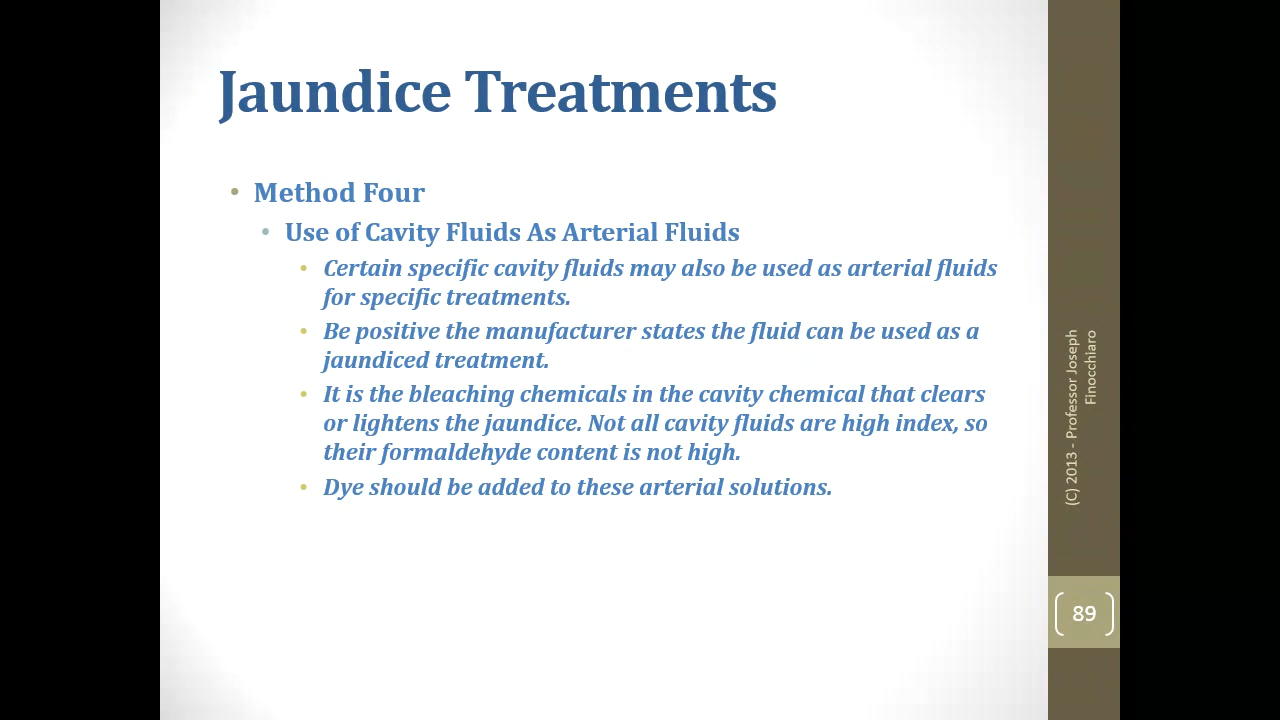 Jaundice Treatments
Method Four
Use of Cavity Fluids As Arterial Fluids
Certain specific cavity fluids may also be used as arterial fluids
for specific treatments.
Be positive the manufacturer states the fluid can be used as a
jaundiced treatment.
It is the bleaching chemicals in the cavity chemical that clears
or lightens the jaundice. Not all cavity fluids are high index, so
their formaldehyde content is not high.
Dye should be added to these arterial solutions.
(C) 2013 - Professor Joseph
Finocchiaro
89